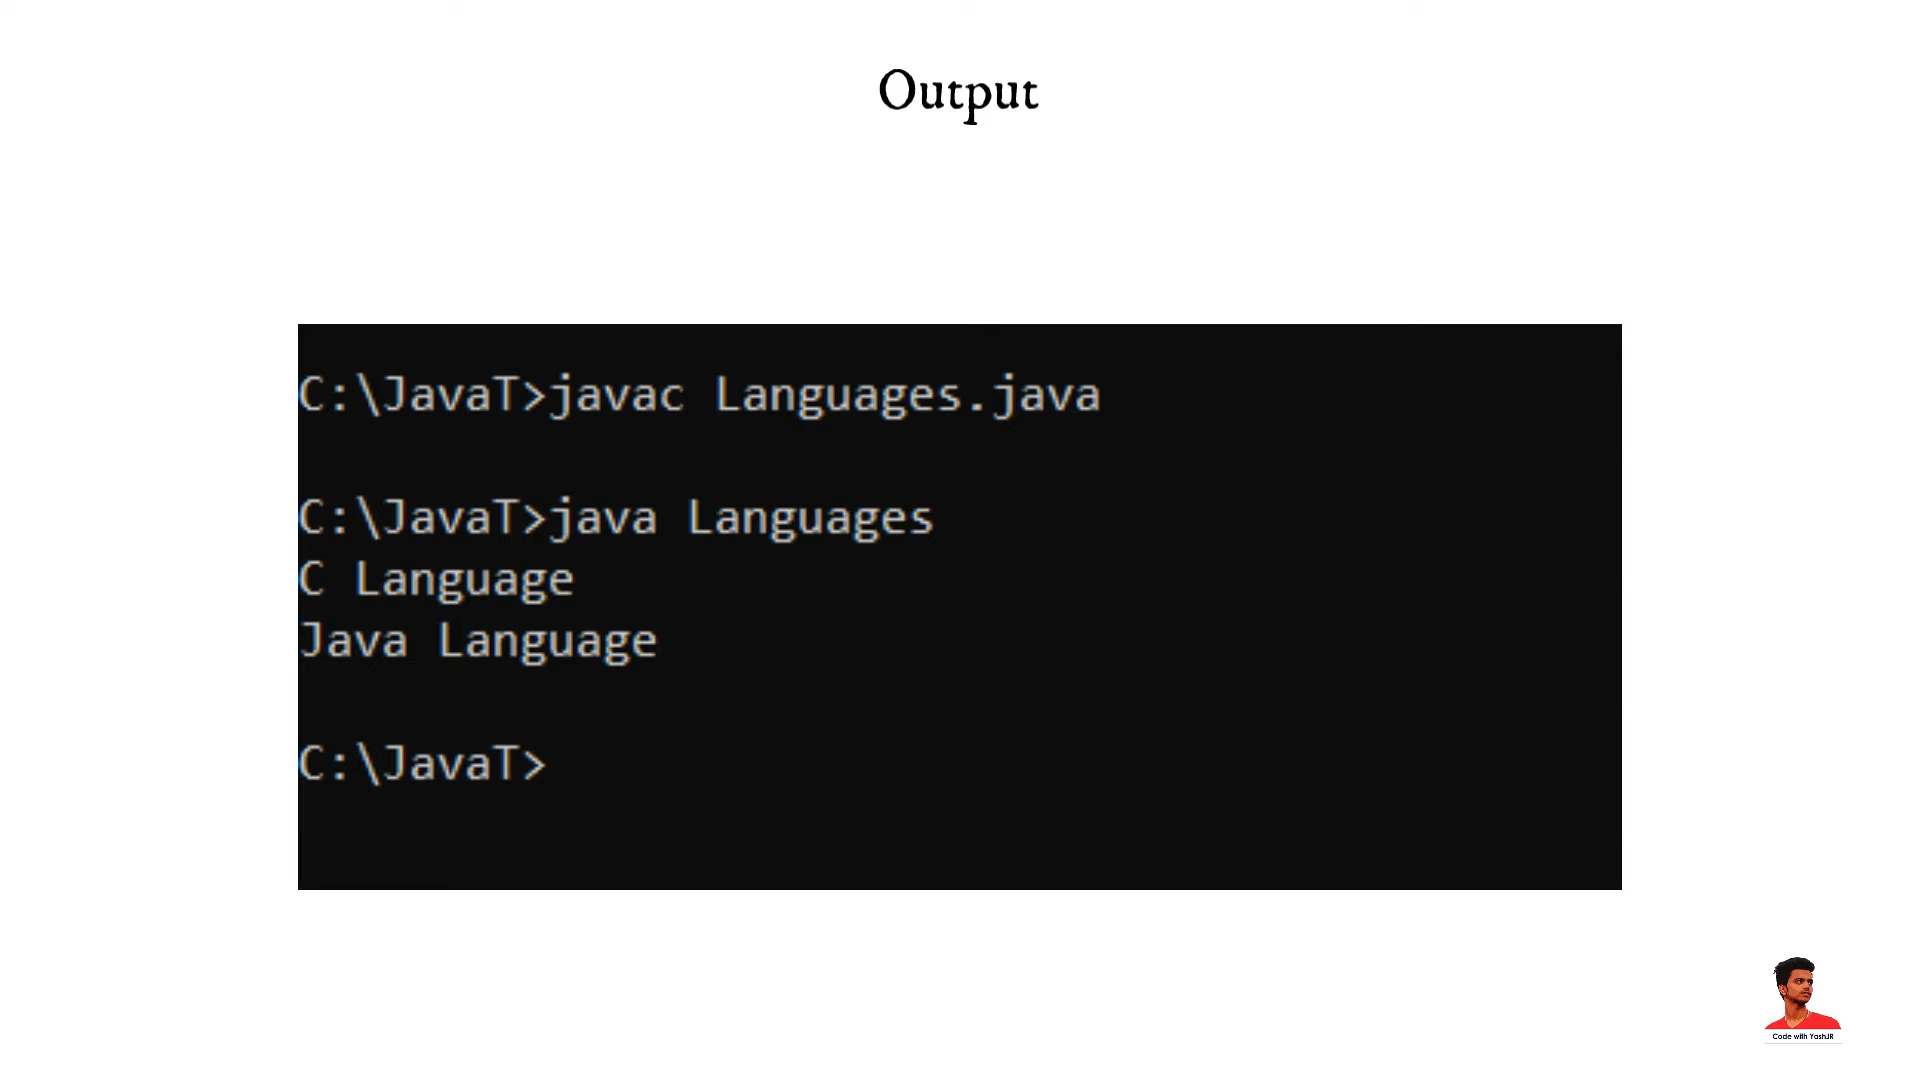 Output
C:\JavaT>javac Languages.java
C:\JavaT>java Languages
C Language
Java Language
C:\JavaT>
Code with YashJR